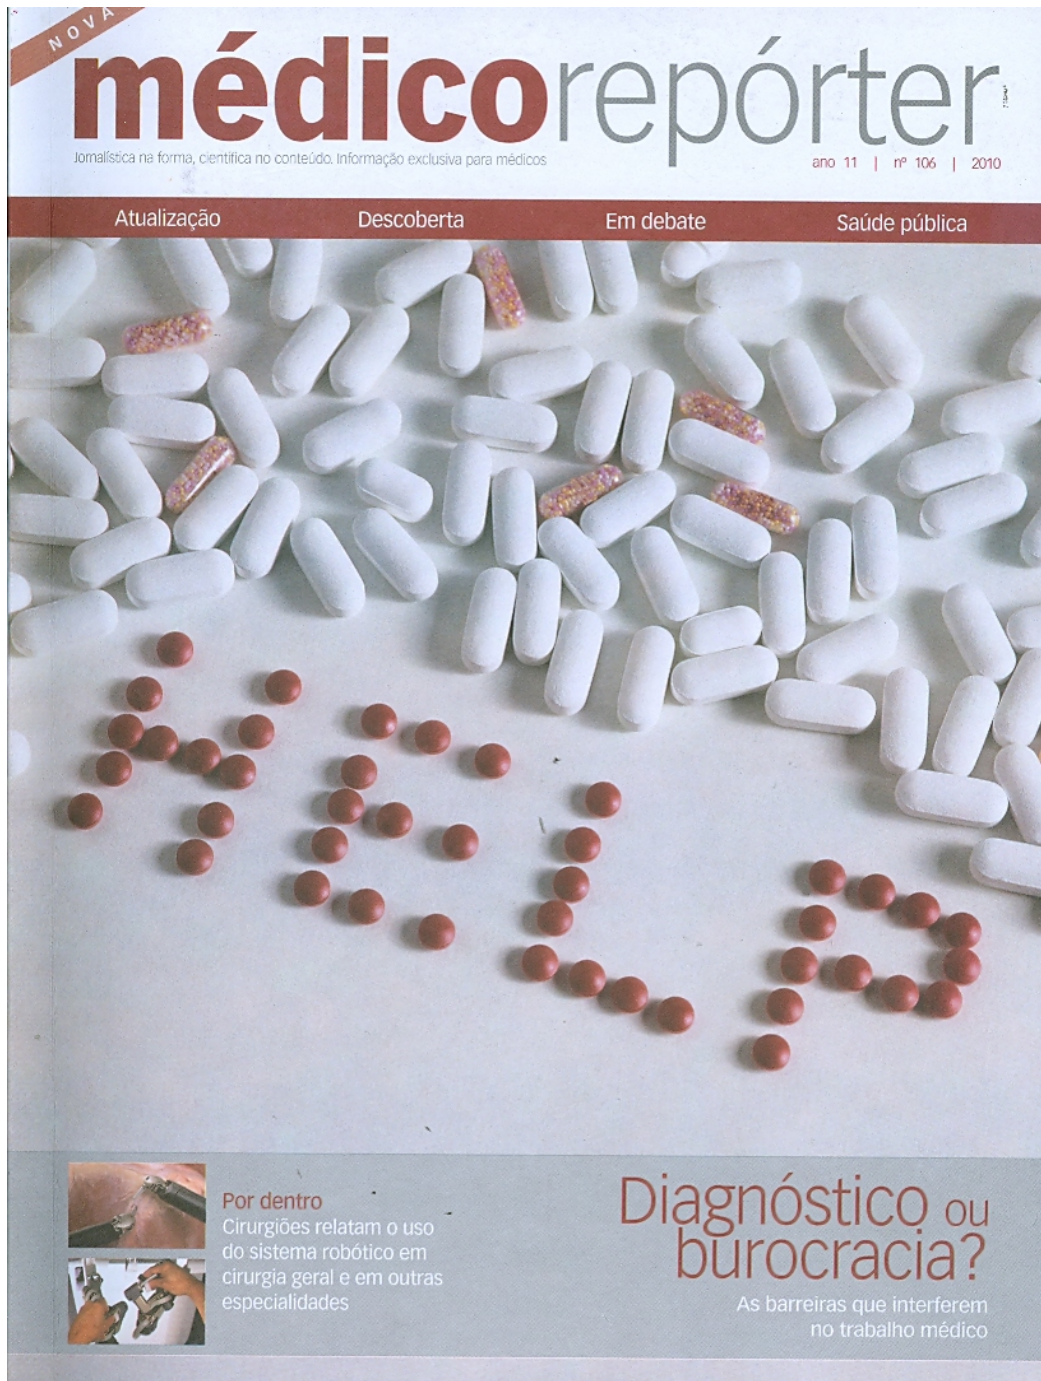 NOVA
médicorepórter
Jornalística na forma, científica no conteúdo. Informação exclusiva para médicos
ano 11 | nº 106 | 2010
Atualização Descoberta Em debate Saúde pública
HELP
Por dentro
Cirurgiões relatam o uso
do sistema robótico em
cirurgia geral e em outras
especialidades
Diagnóstico ou
burocracia?
As barreiras que interferem
no trabalho médico